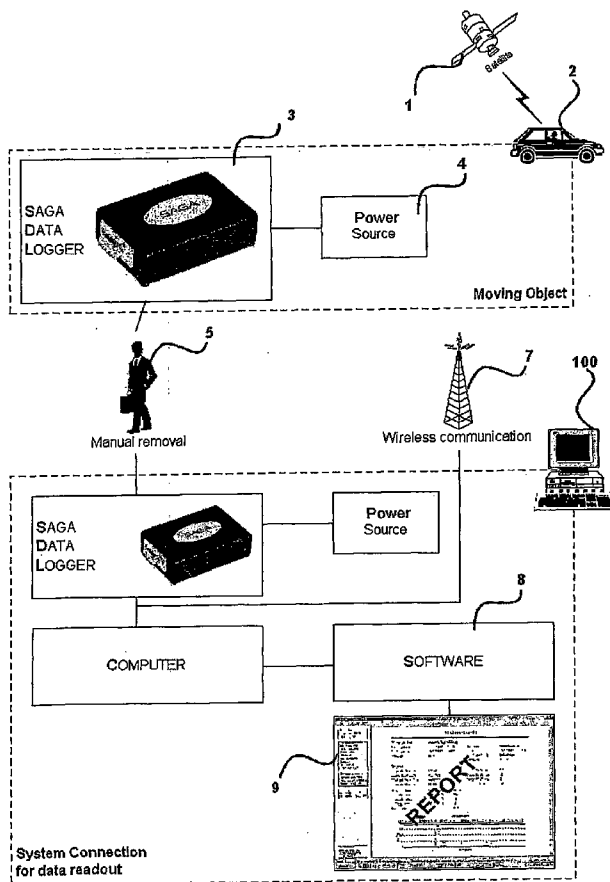 1
Satellite
2
3
SAGA
DATA
LOGGER
SAGA
4
Power
Source
Moving Object
5
7
100
Manual removal
Wireless communication
SAGA
DATA
LOGGER
Power
Source
8
COMPUTER
SOFTWARE
9
REPORT
System Connection
for data readout